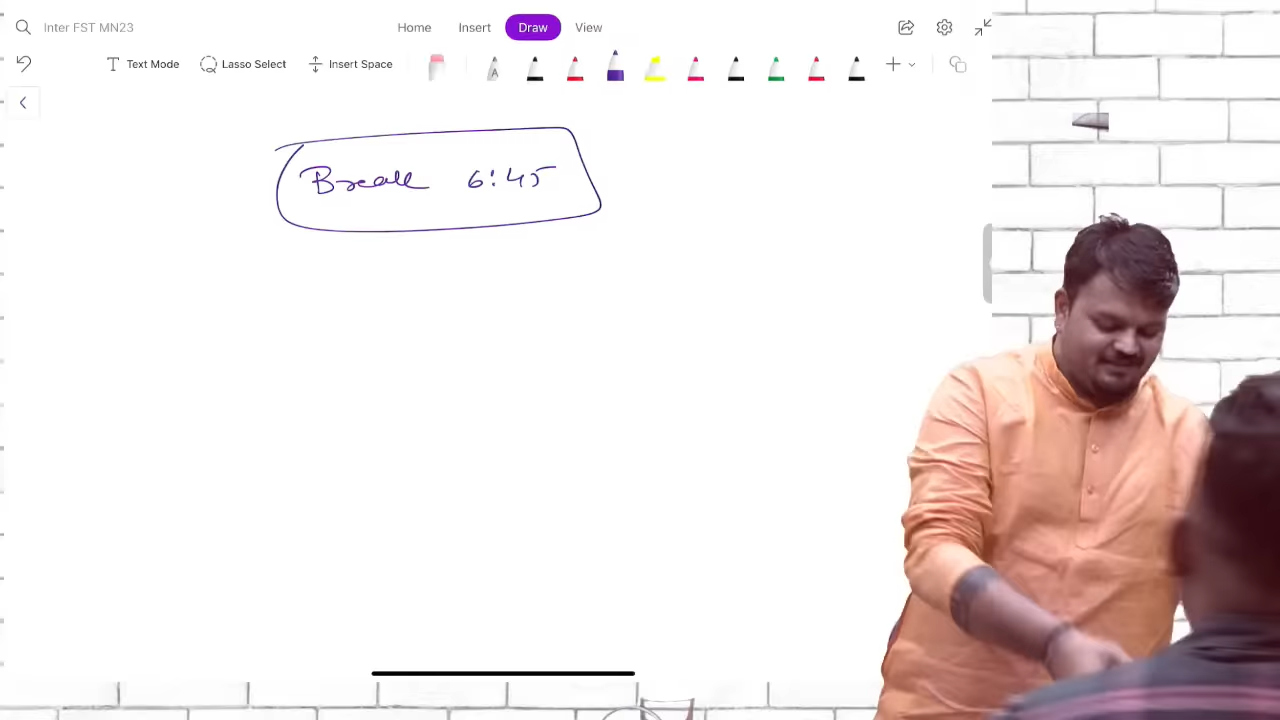 Inter FST MN23
Home Insert Draw View
Text Mode Lasso Select Insert Space
A
Break 6:45